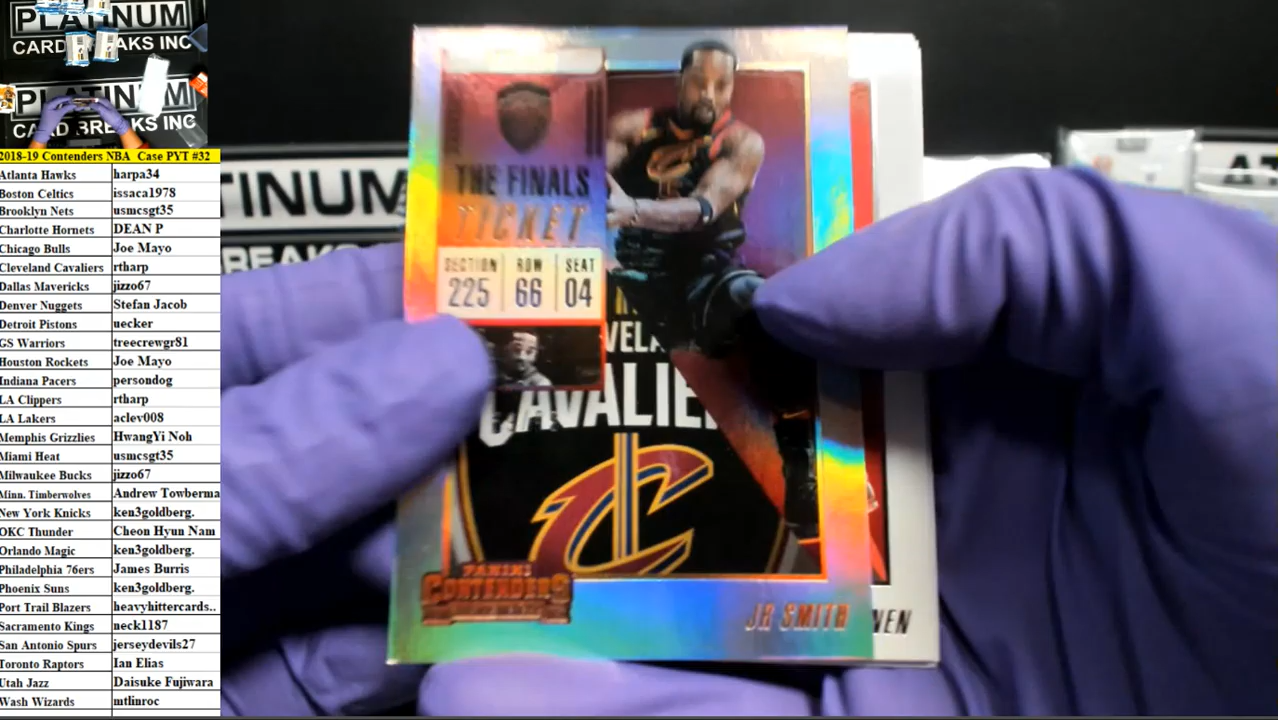 PLATINUM
CARD BREAKS INC
PLATINUM
CARD BREAKS INC
2018-19 Contenders NBA Case PYT #32
Atlanta Hawks harpa34
Boston Celtics issaca1978
Brooklyn Nets usmcsgt35
Charlotte Hornets DEAN P
Chicago Bulls Joe Mayo
Cleveland Cavaliers rtharp
Dallas Mavericks jizzo67
Denver Nuggets Stefan Jacob
Detroit Pistons uecker
GS Warriors treecrewgr81
Houston Rockets Joe Mayo
Indiana Pacers persondog
LA Clippers rtharp
LA Lakers aclev008
Memphis Grizzlies HwangYi Noh
Miami Heat usmcsgt35
Milwaukee Bucks jizzo67
Minn. Timberwolves Andrew Towberma
New York Knicks ken3goldberg.
OKC Thunder Cheon Hyun Nam
Orlando Magic ken3goldberg.
Philadelphia 76ers James Burris
Phoenix Suns ken3goldberg.
Port Trail Blazers heavyhittercards..
Sacramento Kings neck1187
San Antonio Spurs jerseydevils27
Toronto Raptors Ian Elias
Utah Jazz Daisuke Fujiwara
Wash Wizards mtlinroc
TINUM
REAK
AT
THE FINALS
TICKET
SECTION ROW SEAT
225 66 04
VELA
CAVALIE
C
PANINI
CONTENDERS
JR SMITH
NEN